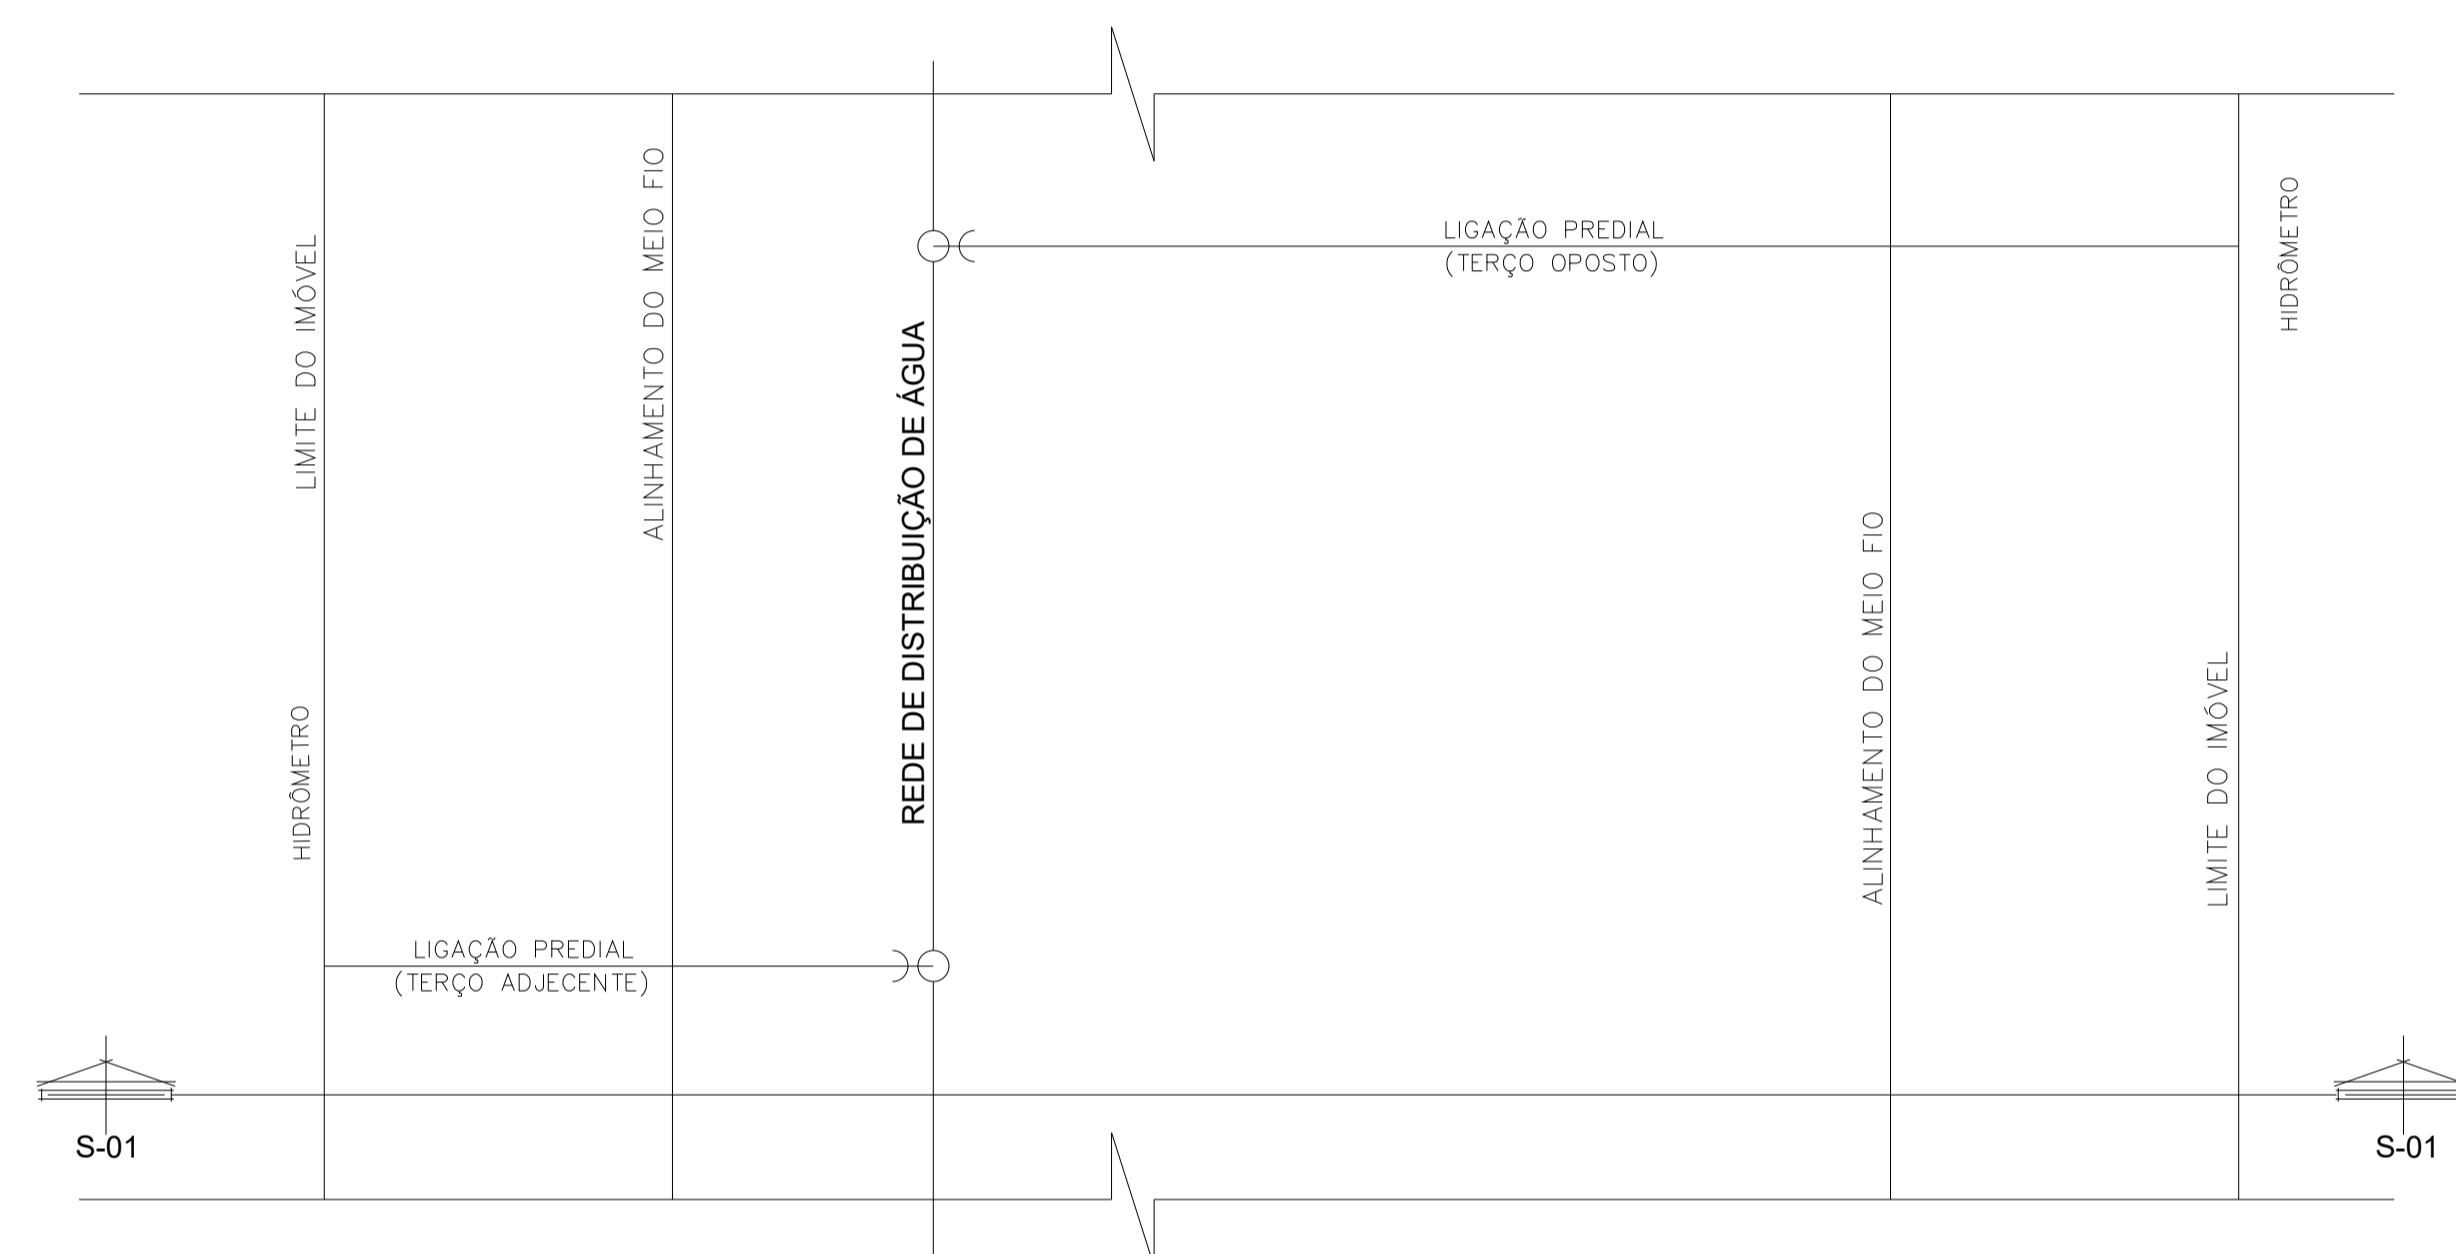 LIMITE DO IMÓVEL
HIDRÔMETRO
ALINHAMENTO DO MEIO FIO
REDE DE DISTRIBUIÇÃO DE ÁGUA
LIGAÇÃO PREDIAL
(TERÇO OPOSTO)
HIDRÔMETRO
ALINHAMENTO DO MEIO FIO
LIMITE DO IMÓVEL
LIGAÇÃO PREDIAL
(TERÇO ADJECENTE)
S-01
S-01